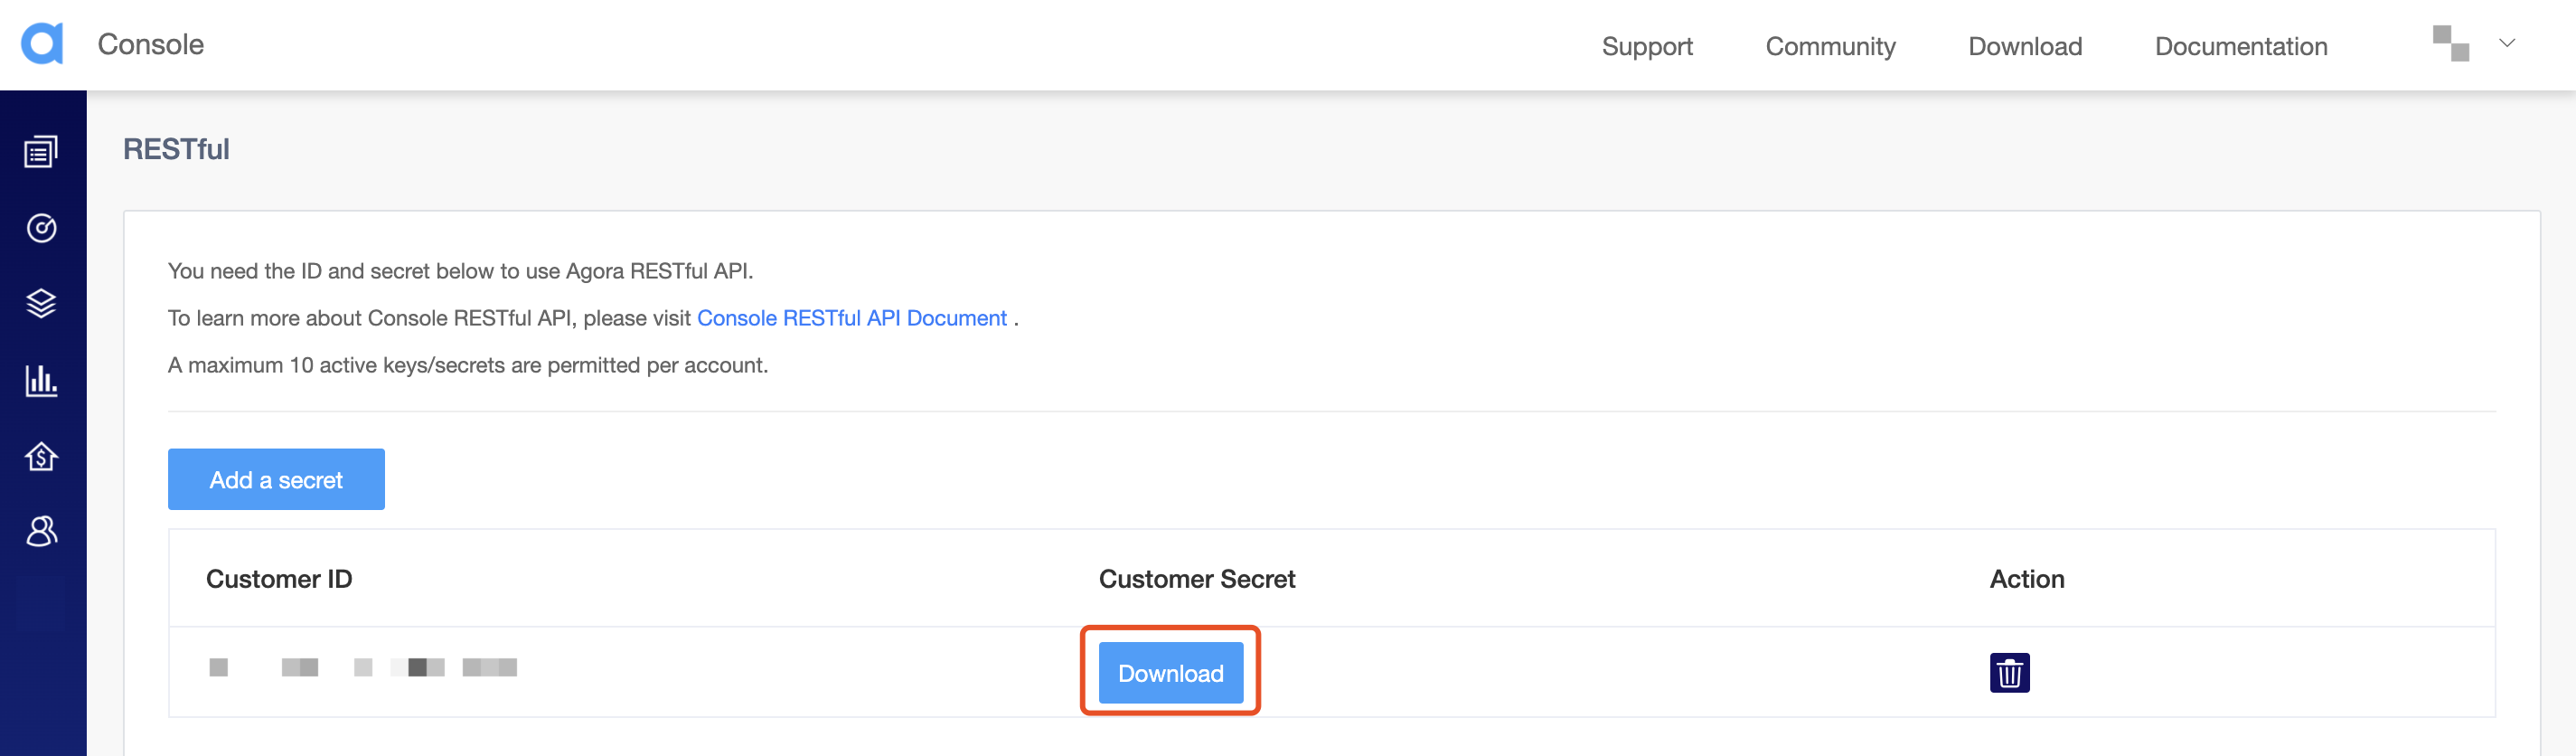 Console
Support
Community
Download
Documentation
RESTful
You need the ID and secret below to use Agora RESTful API.
To learn more about Console RESTful API, please visit Console RESTful API Document .
A maximum 10 active keys/secrets are permitted per account.
Add a secret
Customer ID
Customer Secret
Action
Download